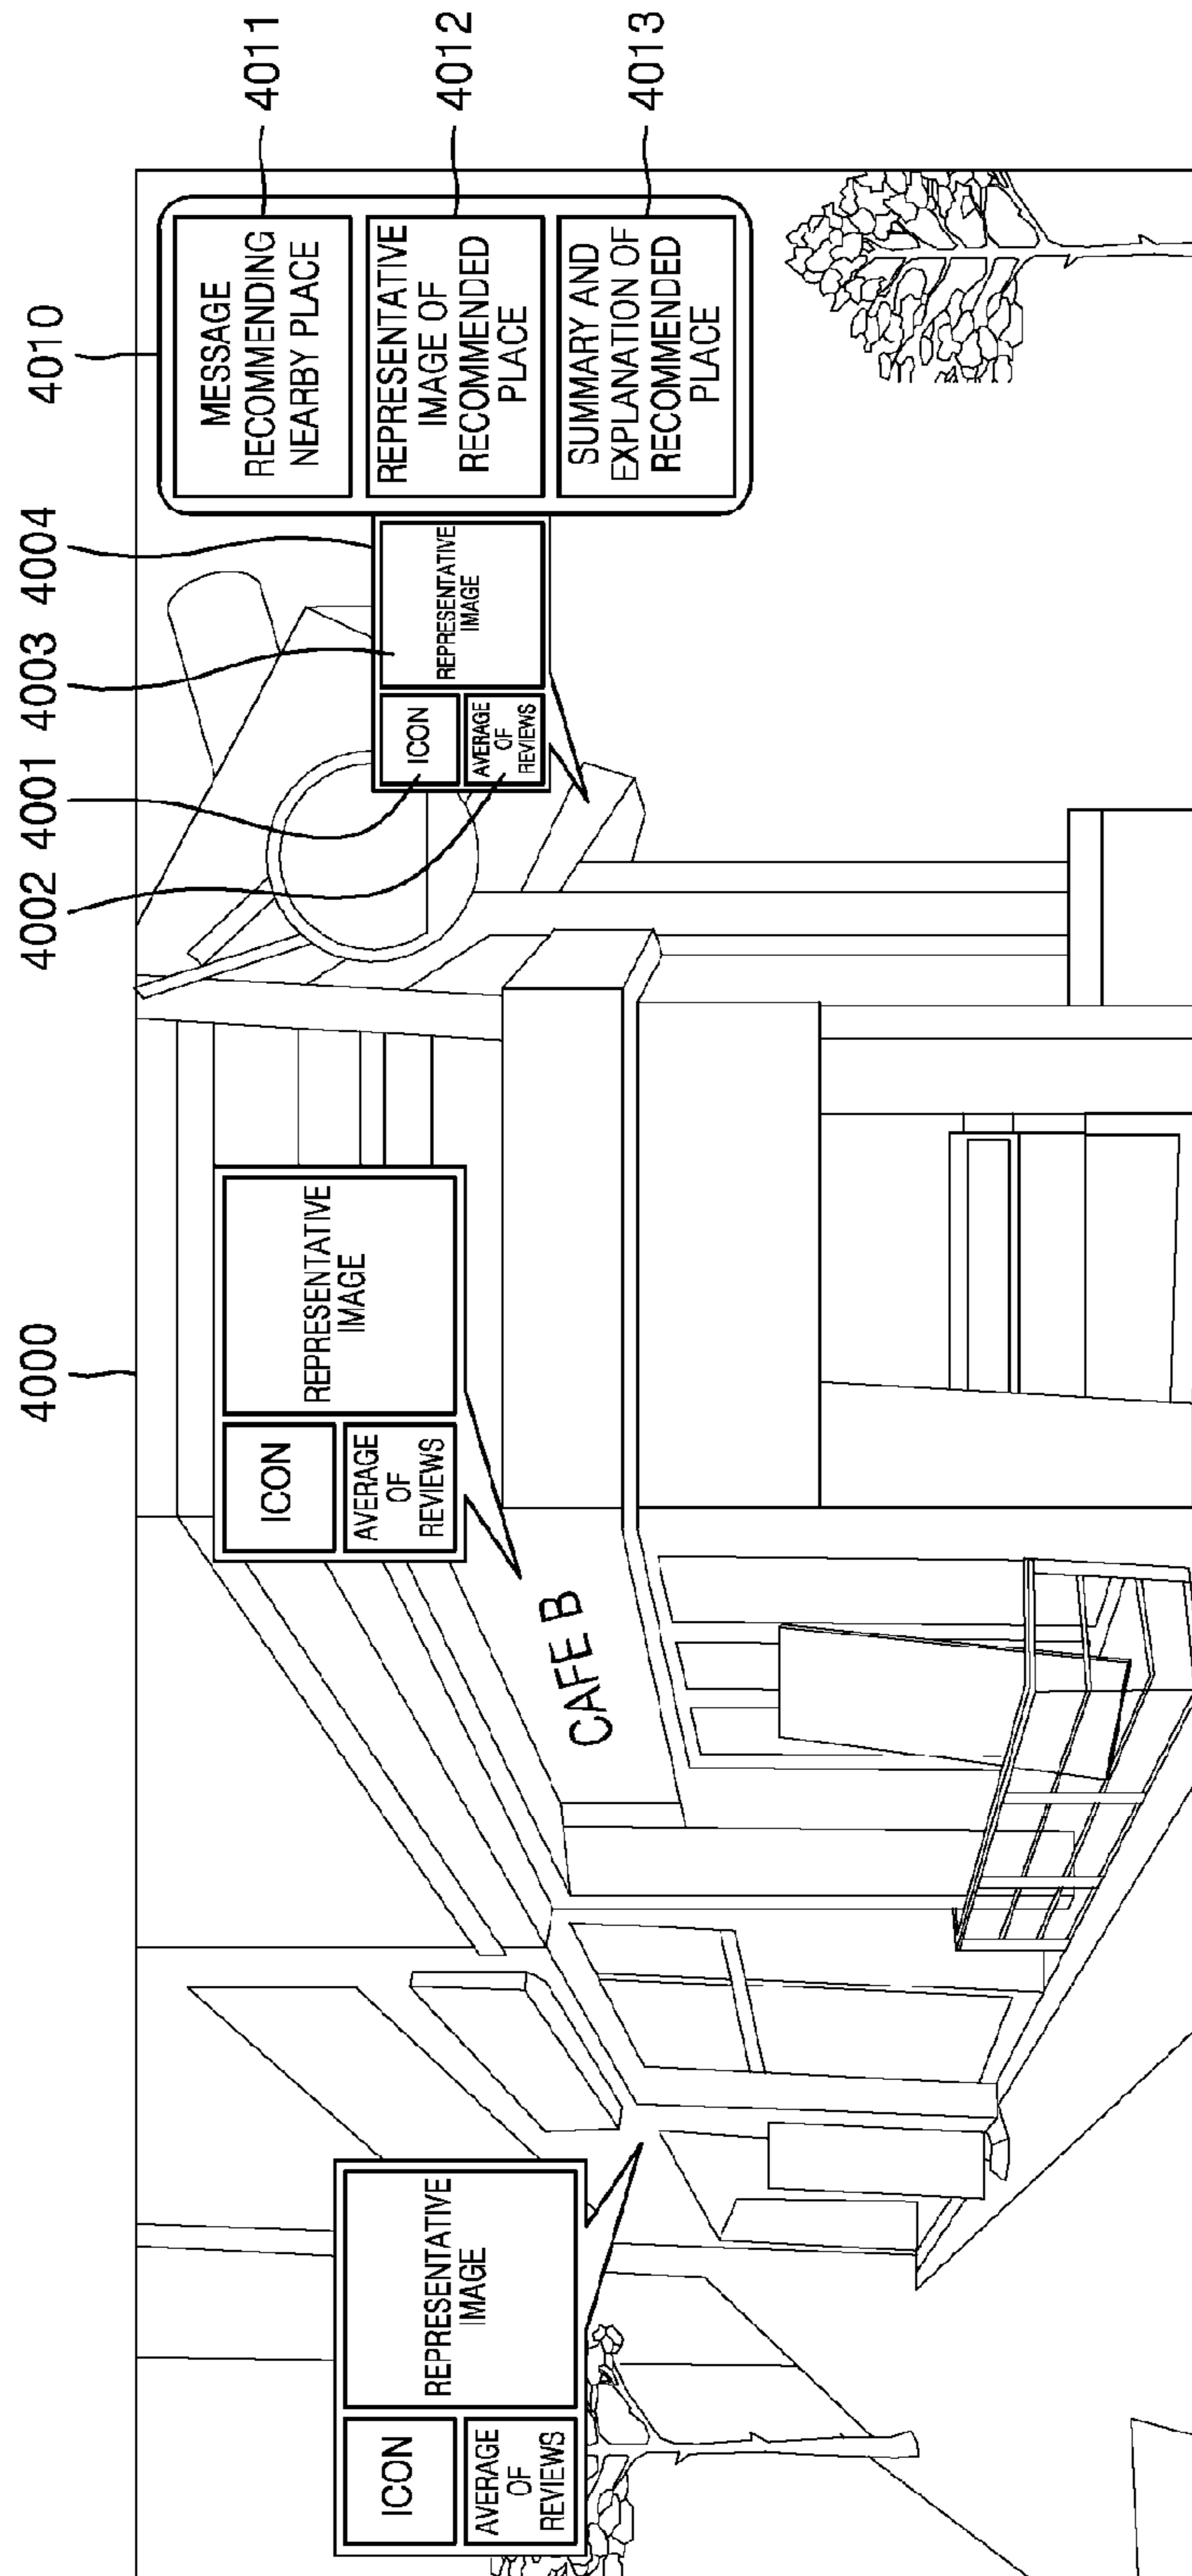 4000
4002
4001
4003
4004
4010
4011
4012
4013
MESSAGE
RECOMMENDING
NEARBY PLACE
REPRESENTATIVE
IMAGE OF
RECOMMENDED
PLACE
SUMMARY AND
EXPLANATION OF
RECOMMENDED
PLACE
ICON
AVERAGE
OF
REVIEWS
REPRESENTATIVE
IMAGE
ICON
AVERAGE
OF
REVIEWS
REPRESENTATIVE
IMAGE
ICON
AVERAGE
OF
REVIEWS
REPRESENTATIVE
IMAGE
CAFE B